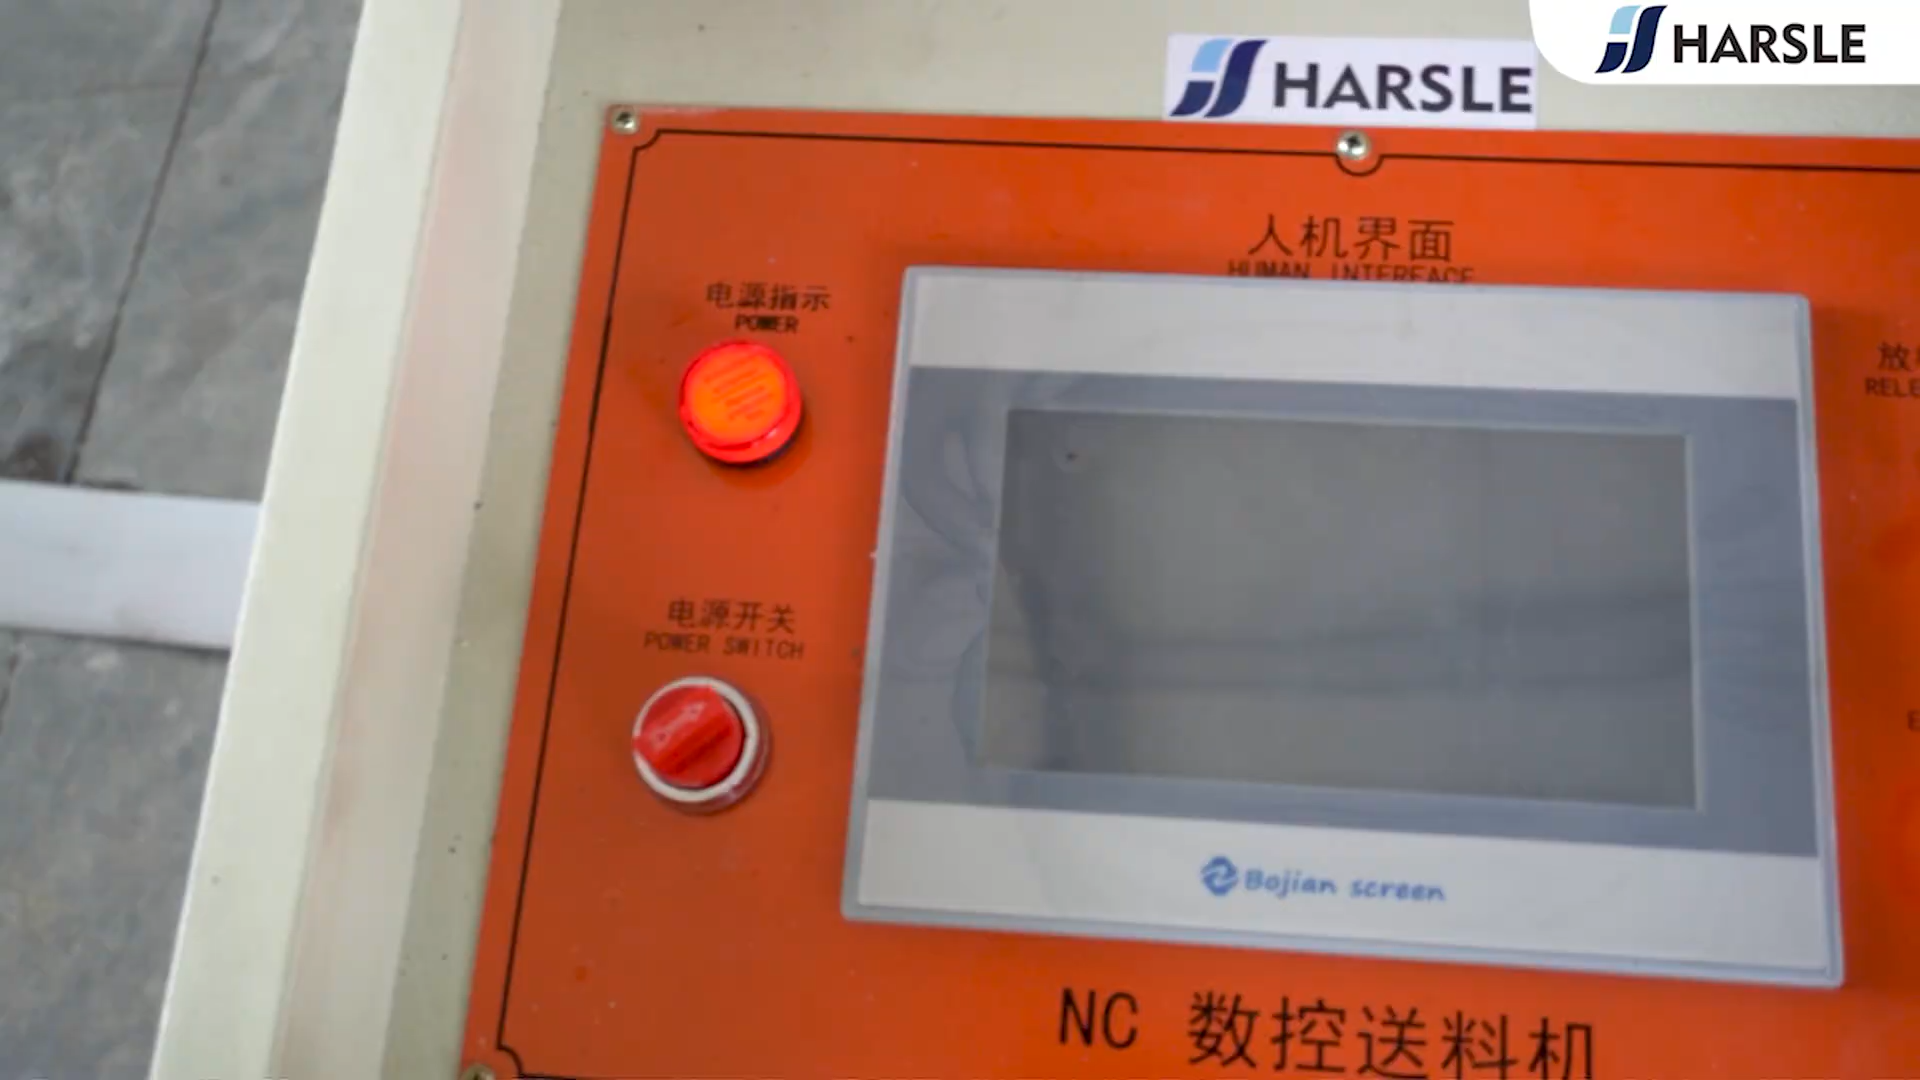 HARSLE
HARSLE
人机界面
HUMAN INTERFACE
电源指示
POWER
放
RELE
电源开关
POWER SWITCH
E
Bojian screen
NC 数控送料机